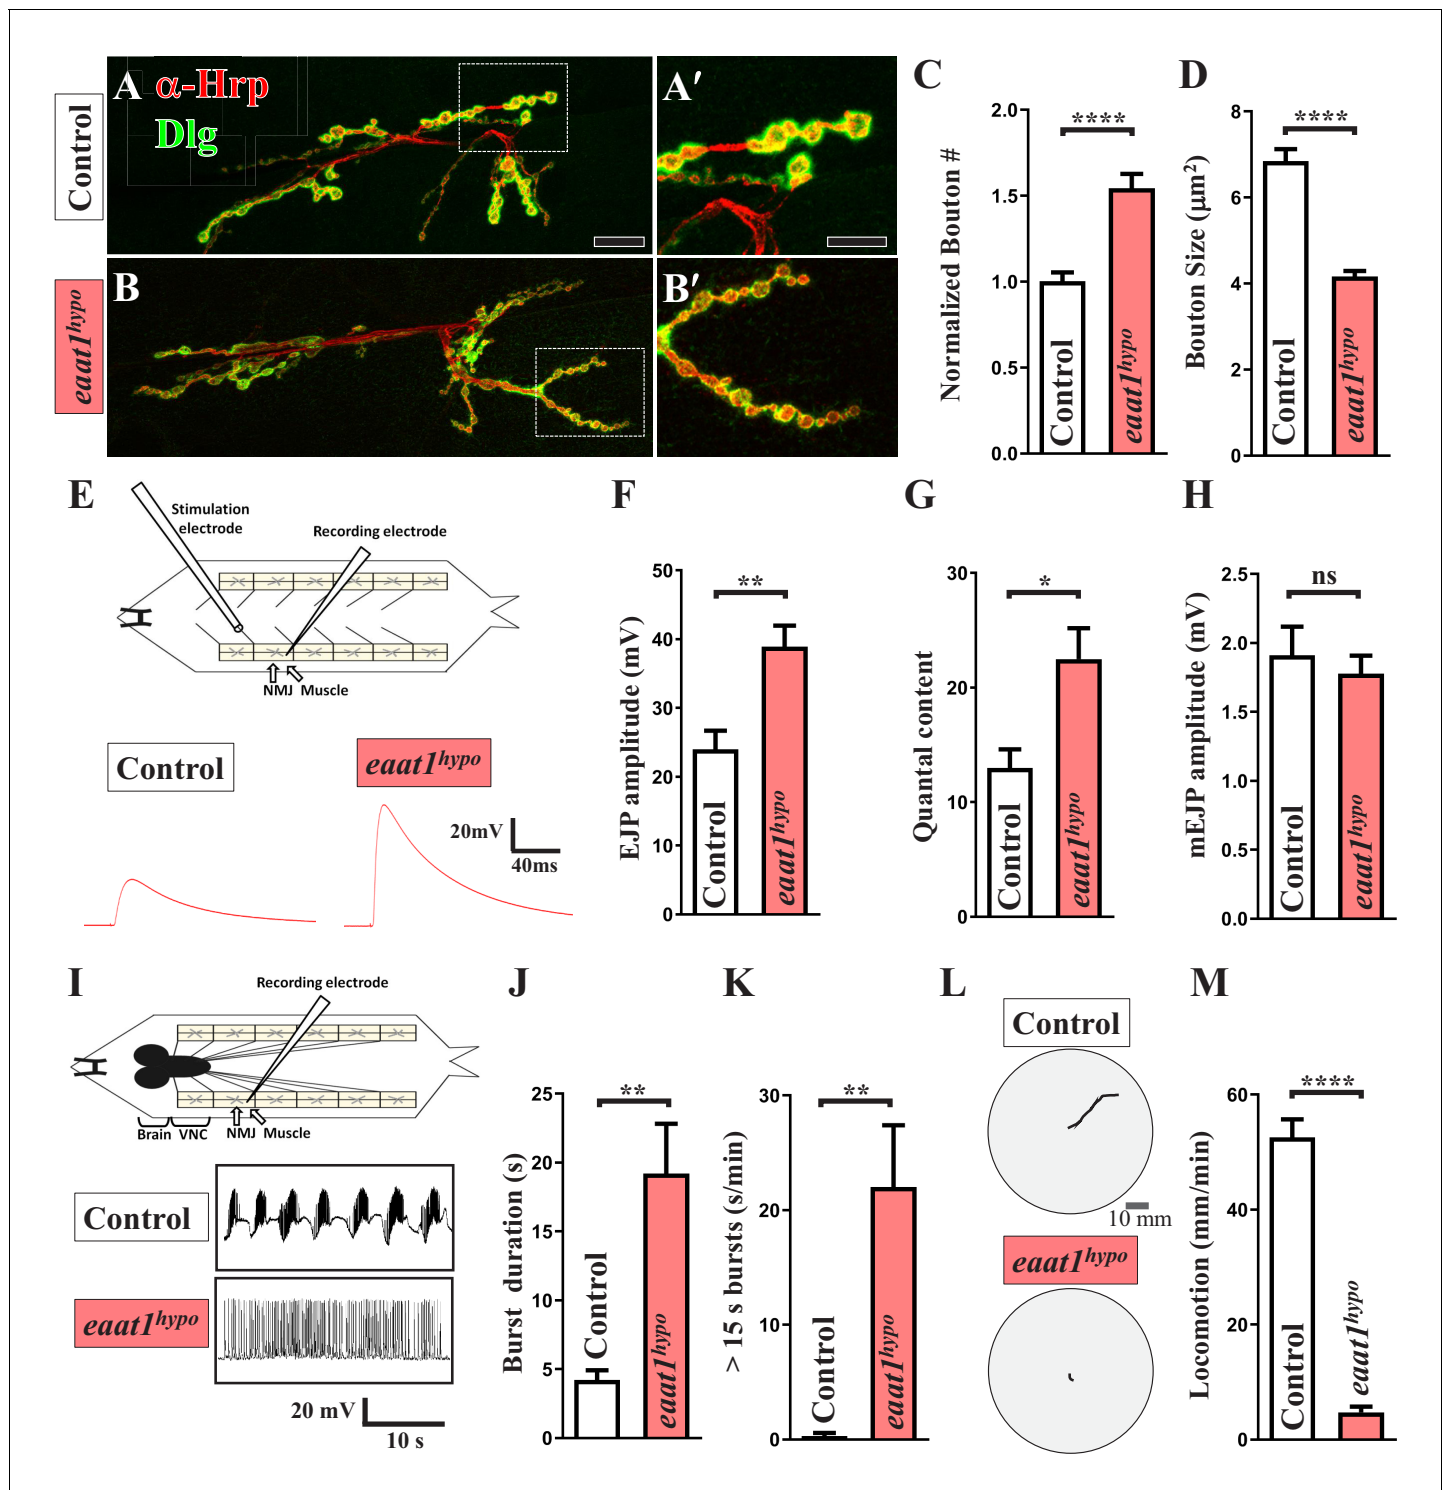 A
α-Hrp
Dlg
Control
A′
B
eaat1hypo
B′
C
Normalized Bouton #
2.0
1.5
1.0
0.5
0.0
****
Control
eaat1hypo
D
Bouton Size (μm2)
8
6
4
2
0
****
Control
eaat1hypo
E
Stimulation
electrode
Recording electrode
NMJ
Muscle
Control
eaat1hypo
20mV
40ms
F
EJP amplitude (mV)
50
40
30
20
10
0
**
Control
eaat1hypo
G
Quantal content
30
20
10
0
*
Control
eaat1hypo
H
mEJP amplitude (mV)
2.5
2.0
1.5
1.0
0.5
0.0
ns
Control
eaat1hypo
I
Recording electrode
Brain
VNC
NMJ
Muscle
Control
eaat1hypo
20 mV
10 s
J
Burst duration (s)
25
20
15
10
5
0
**
Control
eaat1hypo
K
> 15 s bursts (s/min)
30
20
10
0
**
Control
eaat1hypo
L
Control
10 mm
eaat1hypo
M
Locomotion (mm/min)
60
40
20
0
****
Control
eaat1hypo